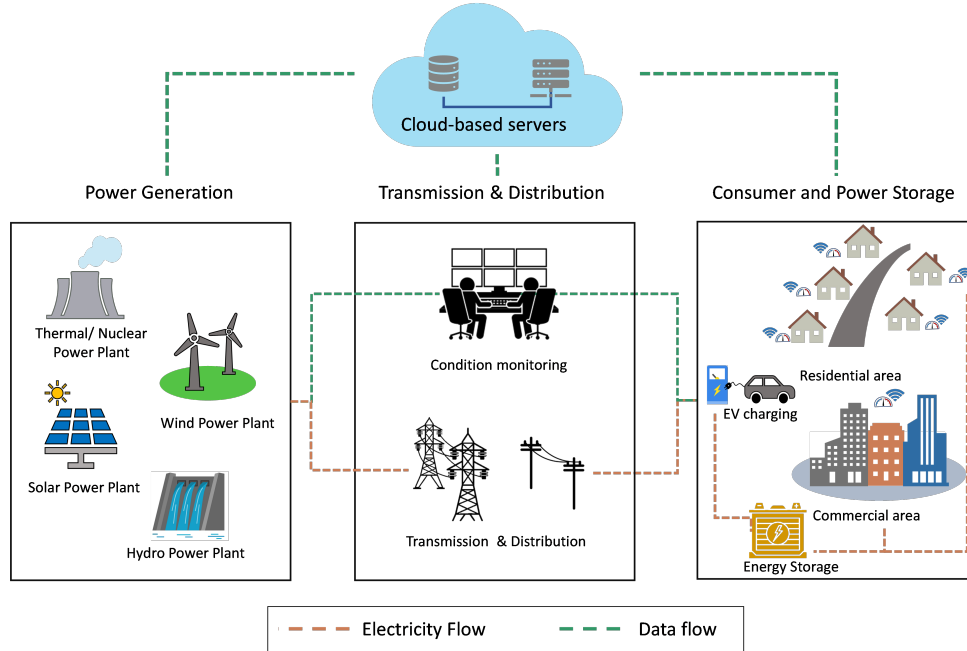 Cloud-based servers
Power Generation
Transmission & Distribution
Consumer and Power Storage
Thermal/ Nuclear
Power Plant
Wind Power Plant
Solar Power Plant
Hydro Power Plant
Condition monitoring
Transmission & Distribution
Residential area
EV charging
Commercial area
Energy Storage
Electricity Flow
Data flow